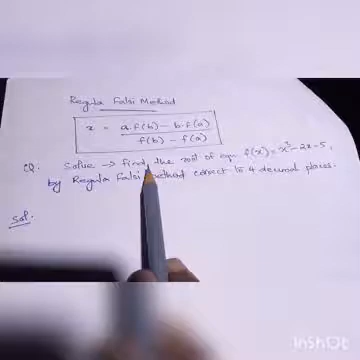 Regula Falsi Method
x = a.f(b) - b.f(a) / f(b) - f(a)
Q. Solve → find the root of eqn f(x) = x³ - 2x - 5,
by Regula Falsi method correct to 4 decimal places.
Sol.
InShOt